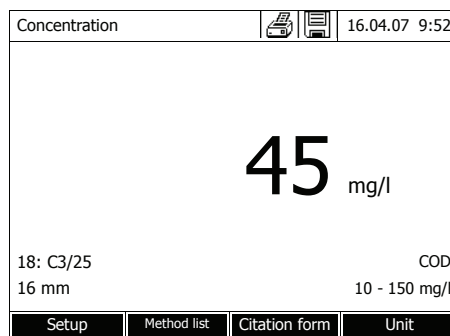 Concentration 16.04.07 9:52
45 mg/l
18: C3/25 COD
16 mm 10 - 150 mg/l
Setup Method list Citation form Unit